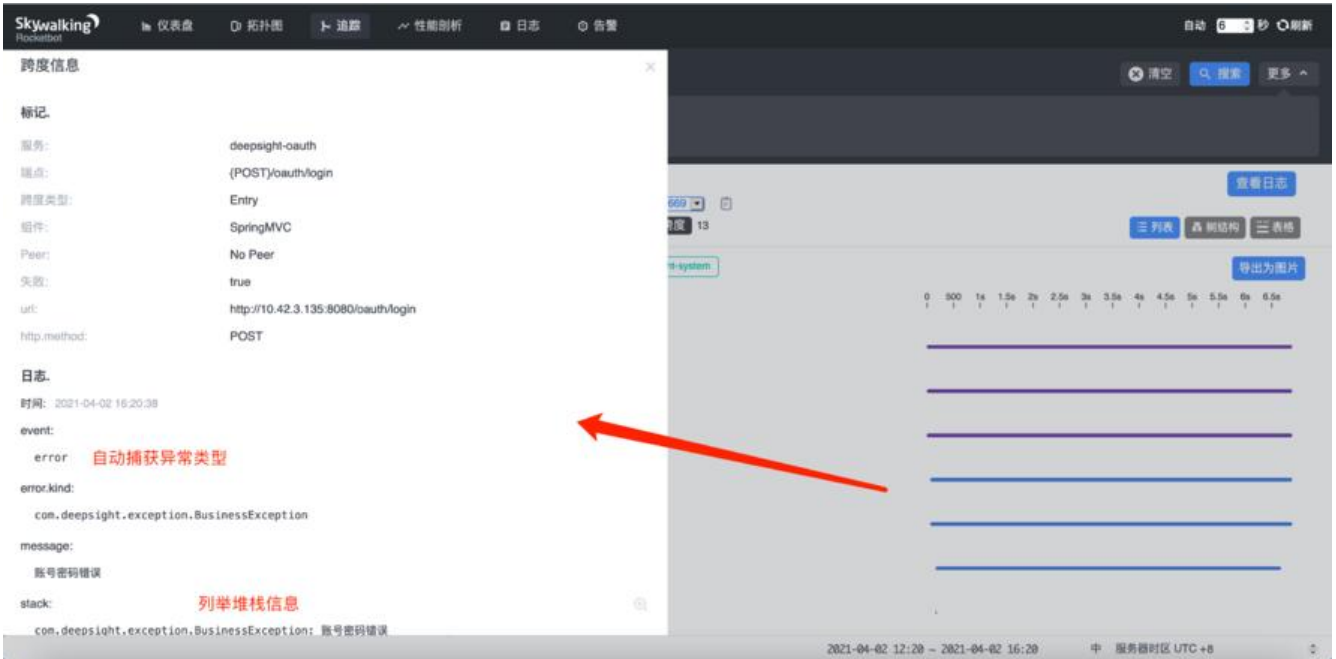 Skywalking
Rocketbot
仪表盘 拓扑图 追踪 性能剖析 日志 告警 自动 6 秒 刷新
跨度信息
清空 搜索 更多
标记.
服务: deepsight-oauth
端点: {POST}/oauth/login
查看日志
跨度类型: Entry
669
组件: SpringMVC
跨度 13
列表 树结构 表格
Peer: No Peer
nt-system
导出为图片
失败: true
url: http://10.42.3.135:8080/oauth/login
0 500 1s 1.5s 2s 2.5s 3s 3.5s 4s 4.5s 5s 5.5s 6s 6.5s
http.method: POST
日志.
时间: 2021-04-02 16:20:38
event:
error 自动捕获异常类型
error.kind:
com.deepsight.exception.BusinessException
message:
账号密码错误
stack: 列举堆栈信息
com.deepsight.exception.BusinessException: 账号密码错误
2021-04-02 12:20 ~ 2021-04-02 16:20 中 服务器时区 UTC +8